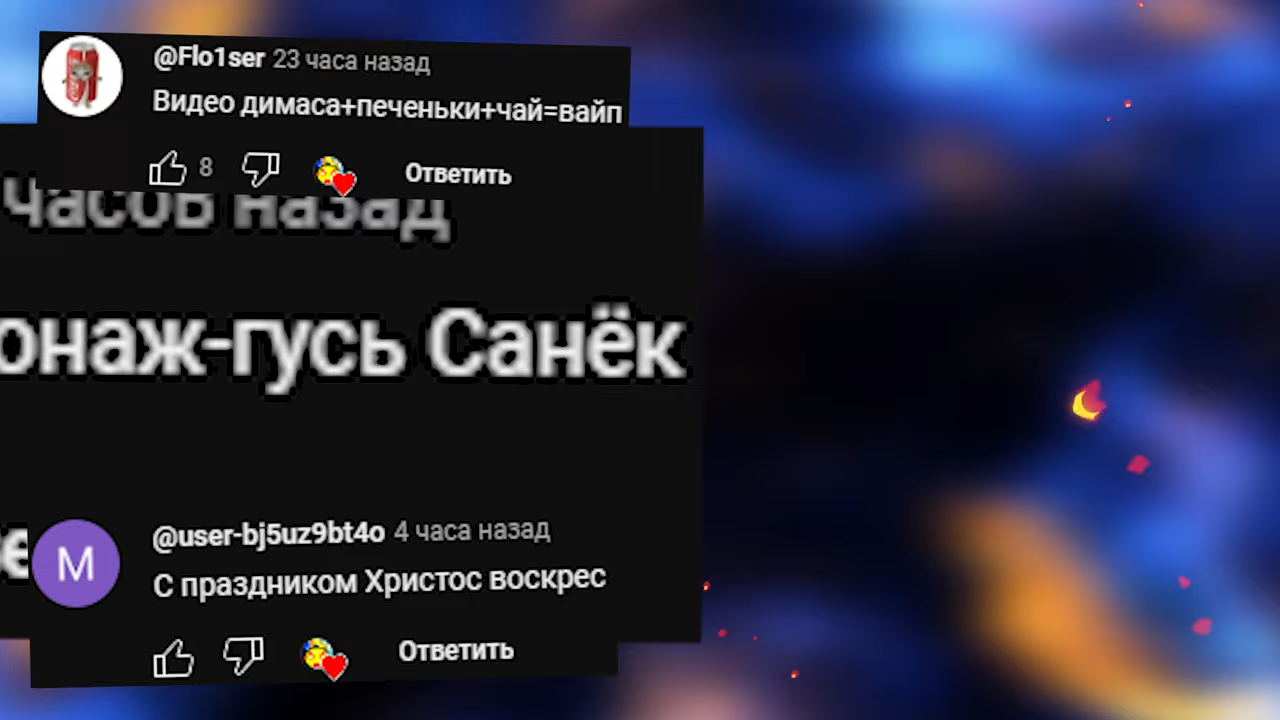 @Flo1ser 23 часа назад
Видео димаса+печеньки+чай=вайп
8 Ответить
часов назад
онаж-гусь Санёк
M
@user-bj5uz9bt4o 4 часа назад
С праздником Христос воскрес
Ответить